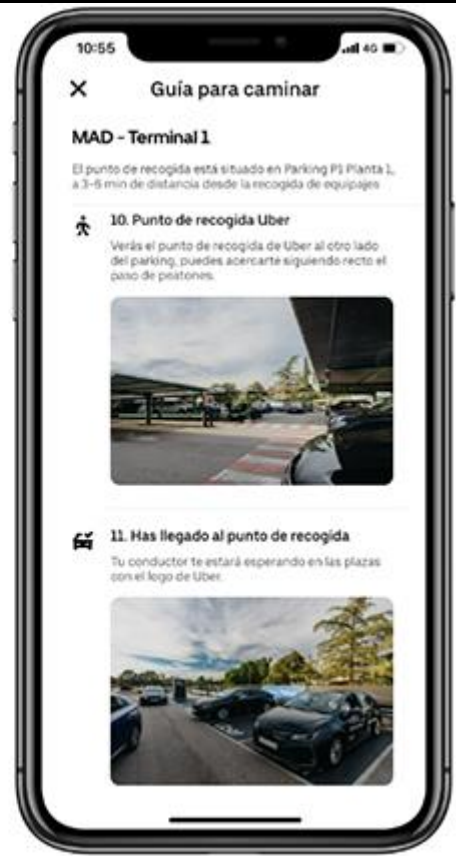 10:55
4G
Guía para caminar
MAD - Terminal 1
El punto de recogida está situado en Parking P1 Planta 1,
a 3-6 min de distancia desde la recogida de equipajes
10. Punto de recogida Uber
Verás el punto de recogida de Uber al otro lado
del parking, puedes acercarte siguiendo recto el
paso de peatones.
11. Has llegado al punto de recogida
Tu conductor te estará esperando en las plazas
con el logo de Uber.